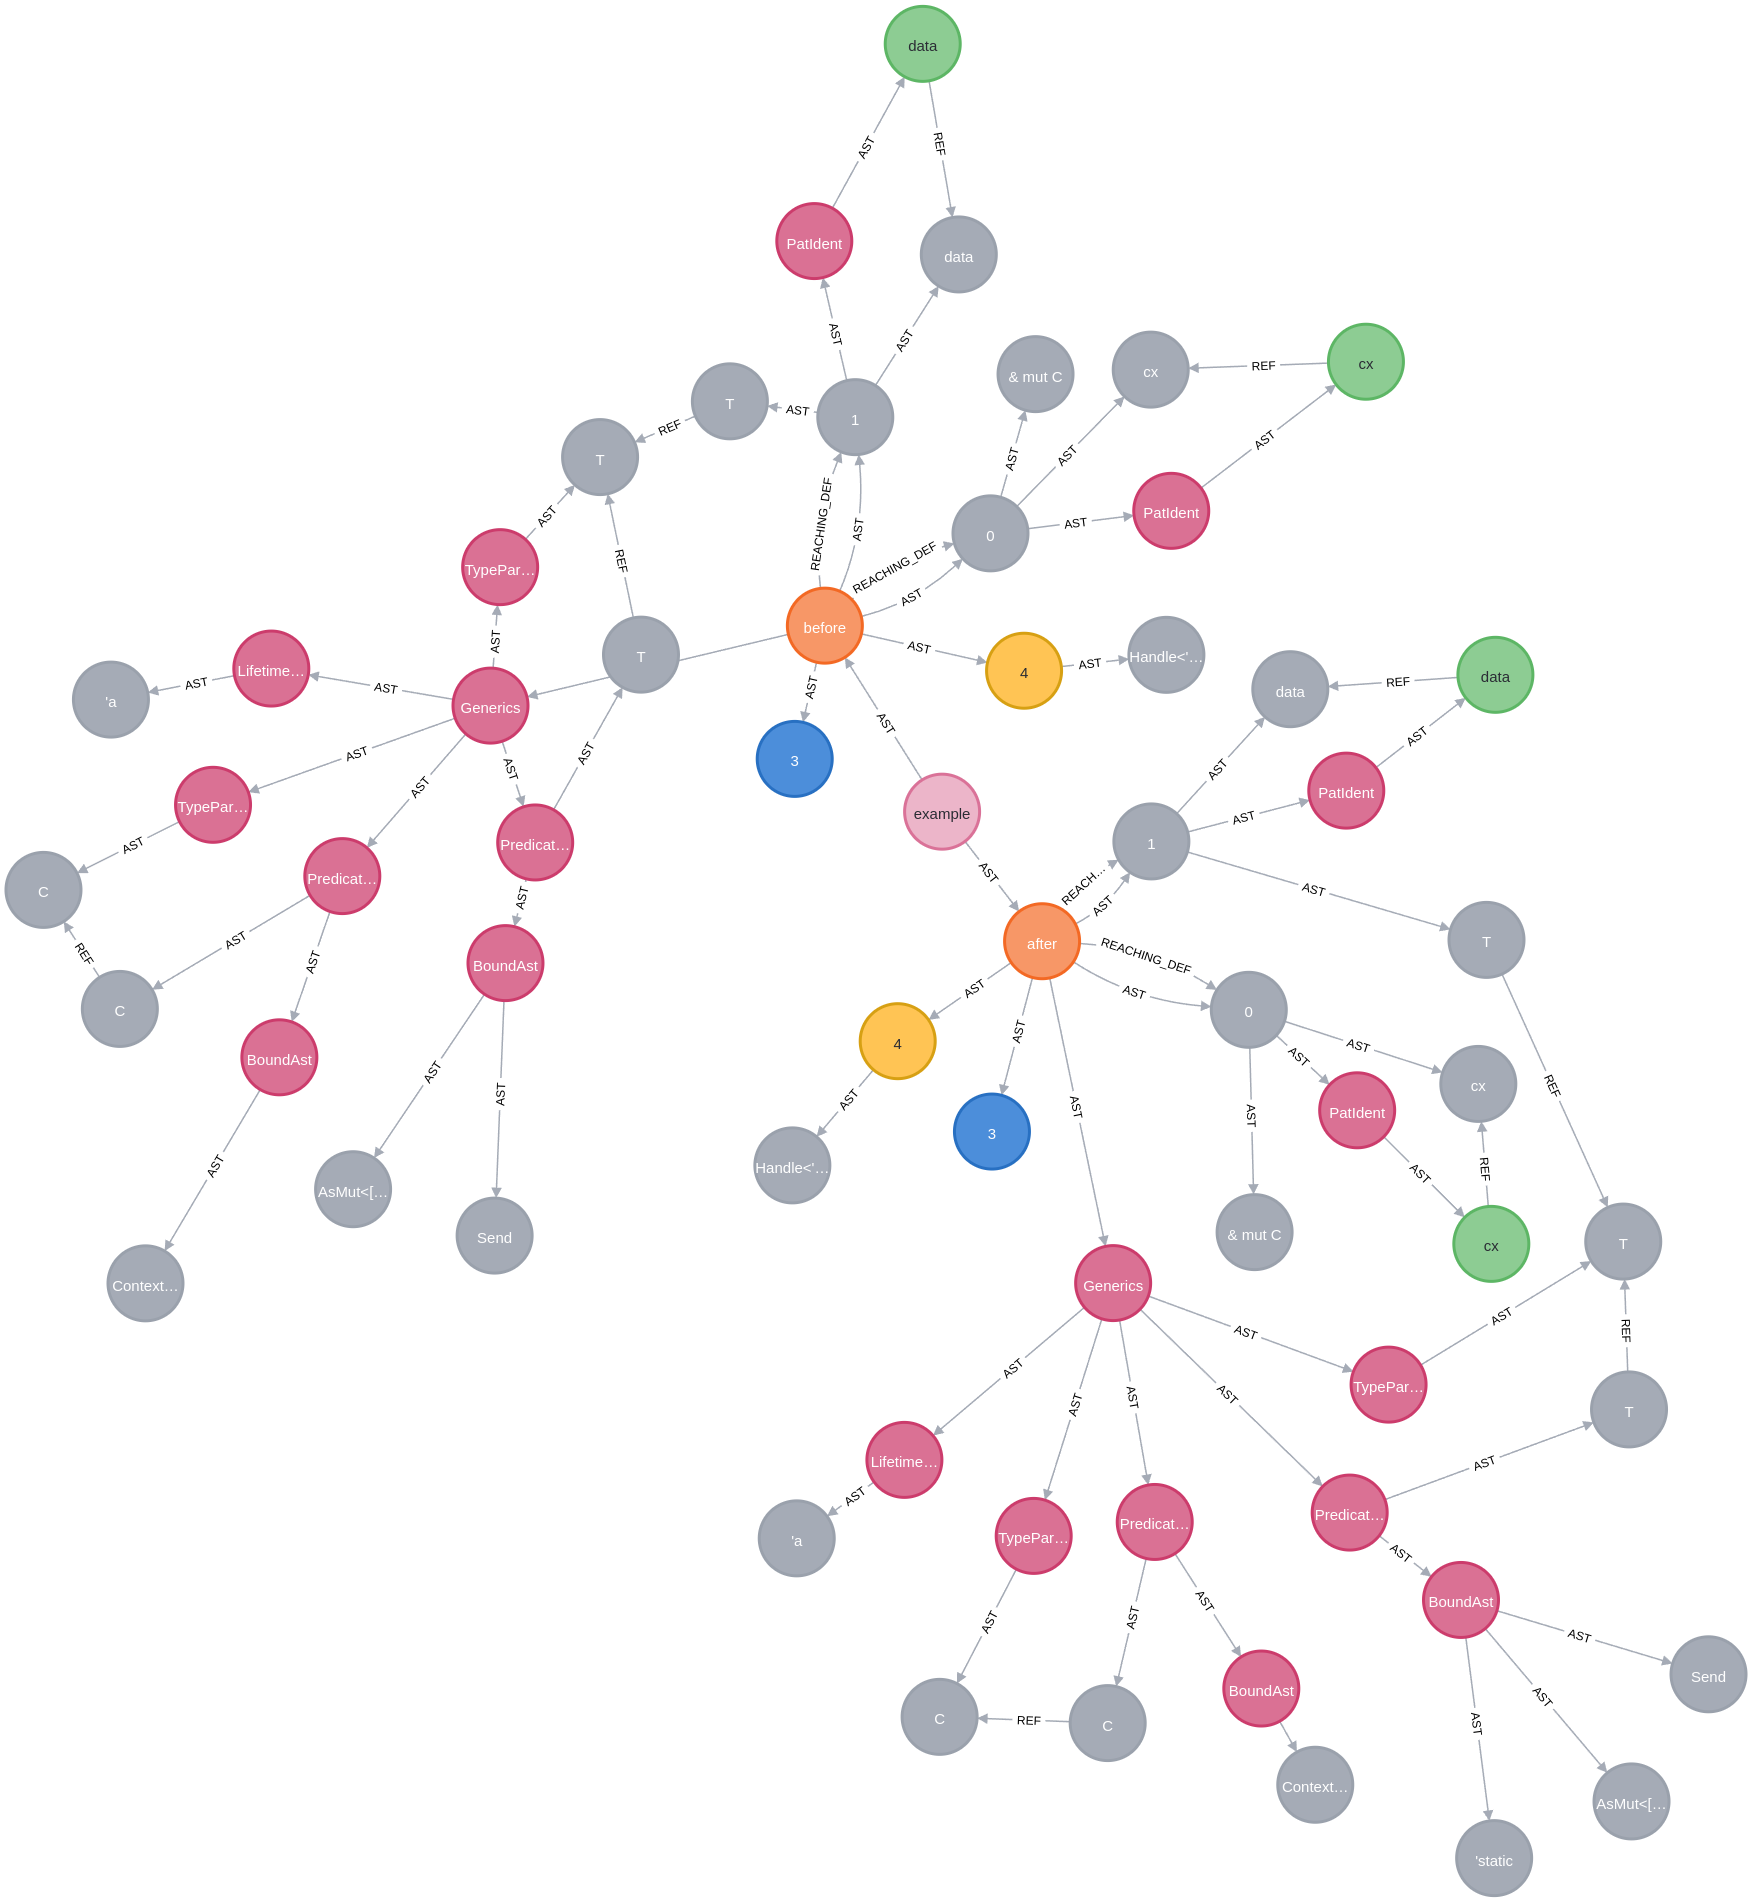 data
AST
REF
PatIdent
data
AST
AST
& mut C
cx
REF
cx
T
AST
1
REF
T
AST
AST
AST
REACHING_DEF
AST
PatIdent
AST
0
AST
TypePar…
REF
REACHING_DEF
AST
before
AST
4
AST
Handle<'…
AST
T
Lifetime…
AST
'a
AST
Generics
AST
3
AST
data
REF
data
AST
AST
AST
AST
AST
PatIdent
AST
AST
TypePar…
AST
example
AST
Predicat…
1
AST
C
Predicat…
AST
REACH…
AST
AST
T
REF
AST
AST
BoundAst
after
REACHING_DEF
AST
C
AST
AST
AST
0
AST
4
AST
AST
cx
BoundAst
AST
AST
AST
3
AST
AST
PatIdent
REF
AST
Handle<'…
AST
REF
AsMut<[…
Send
& mut C
cx
T
Context…
Generics
AST
AST
REF
AST
AST
AST
AST
TypePar…
T
Lifetime…
AST
AST
'a
TypePar…
Predicat…
Predicat…
AST
AST
AST
AST
BoundAst
AST
Send
C
REF
C
BoundAst
AST
AST
Context…
AsMut<[…
'static